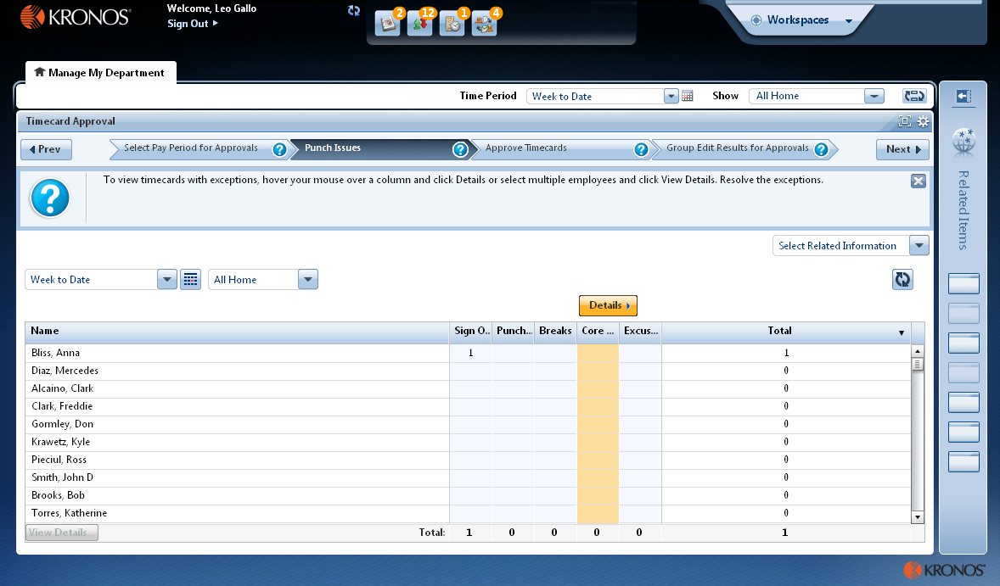 KRONOS®
Welcome, Leo Gallo
Sign Out
2 12 1 4
Workspaces
Manage My Department
Time Period Week to Date Show All Home
Timecard Approval
Prev Select Pay Period for Approvals ? Punch Issues ? Approve Timecards ? Group Edit Results for Approvals ? Next
? To view timecards with exceptions, hover your mouse over a column and click Details or select multiple employees and click View Details. Resolve the exceptions.
Related Items
Select Related Information
Week to Date All Home
Details
Name Sign O.. Punch... Breaks Core ... Excus... Total
Bliss, Anna 1 1
Diaz, Mercedes 0
Alcaino, Clark 0
Clark, Freddie 0
Gormley, Don 0
Krawetz, Kyle 0
Pieciul, Ross 0
Smith, John D 0
Brooks, Bob 0
Torres, Katherine 0
View Details Total: 1 0 0 0 0 1
KRONOS®